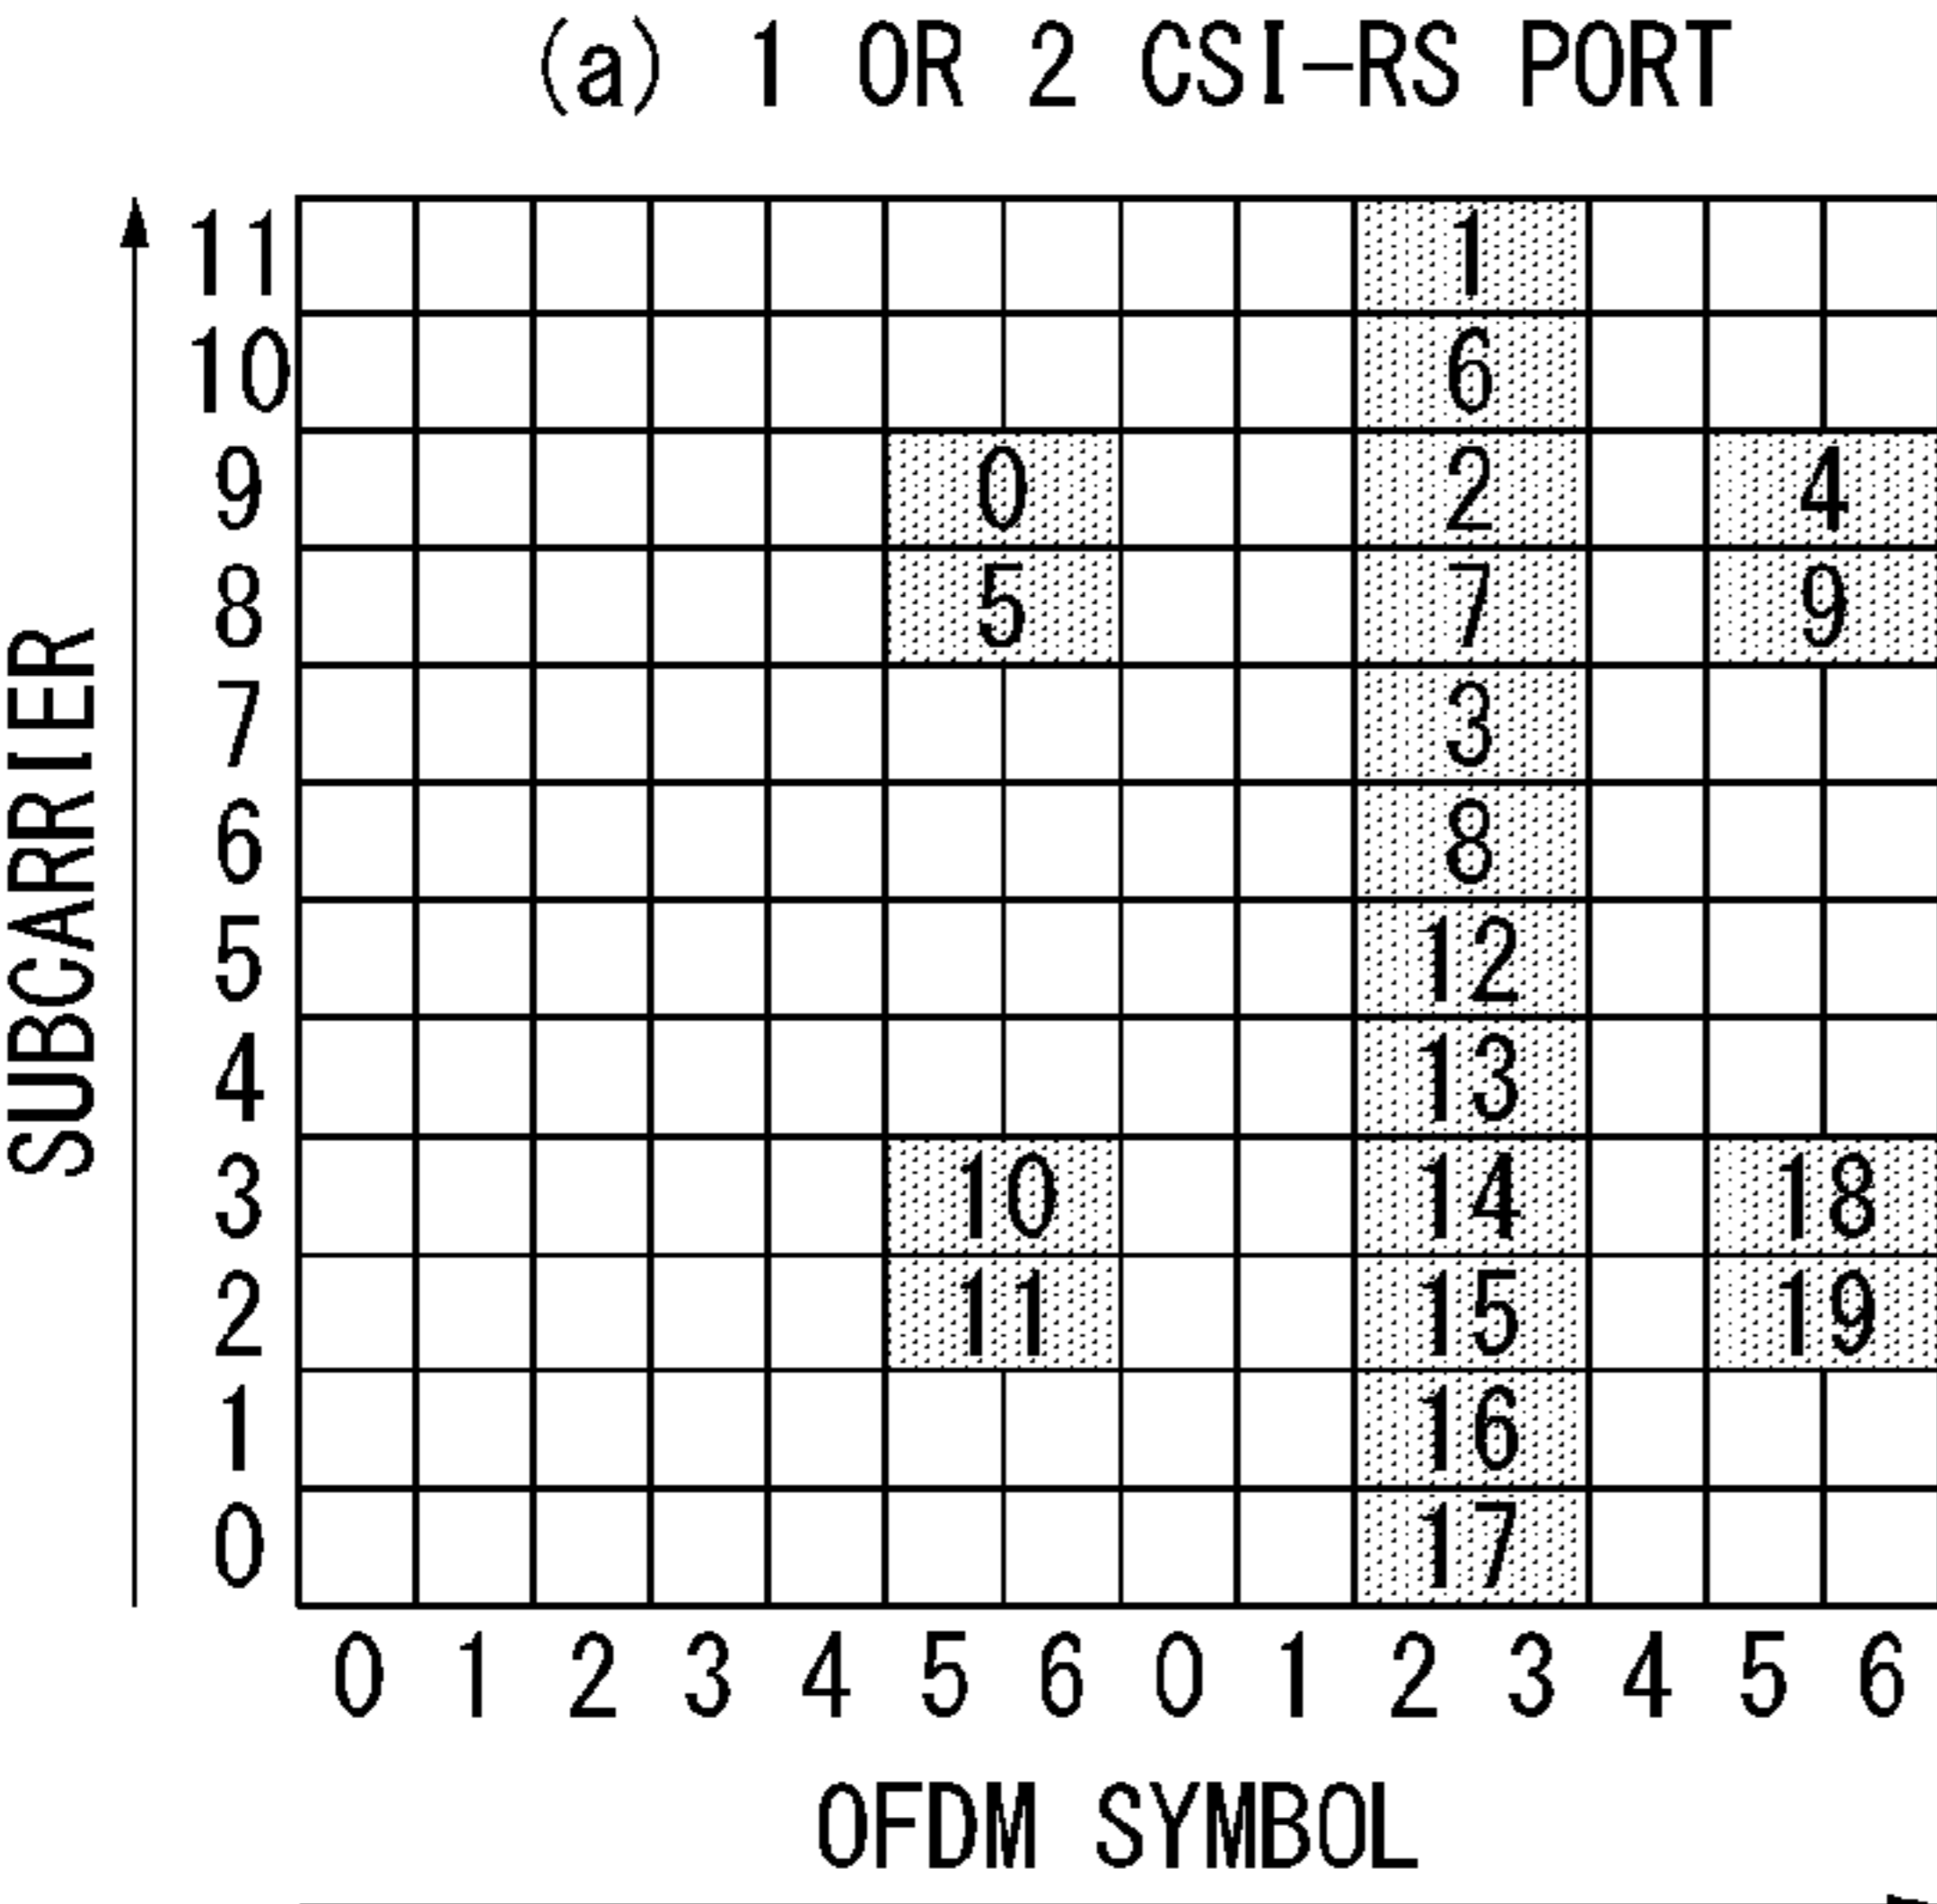 (a) 1 OR 2 CSI-RS PORT
11 1
10 6
9 0 2 4
8 5 7 9
7 3
6 8
5 12
4 13
3 10 14 18
2 11 15 19
1 16
0 17
SUBCARRIER
0 1 2 3 4 5 6 0 1 2 3 4 5 6
OFDM SYMBOL